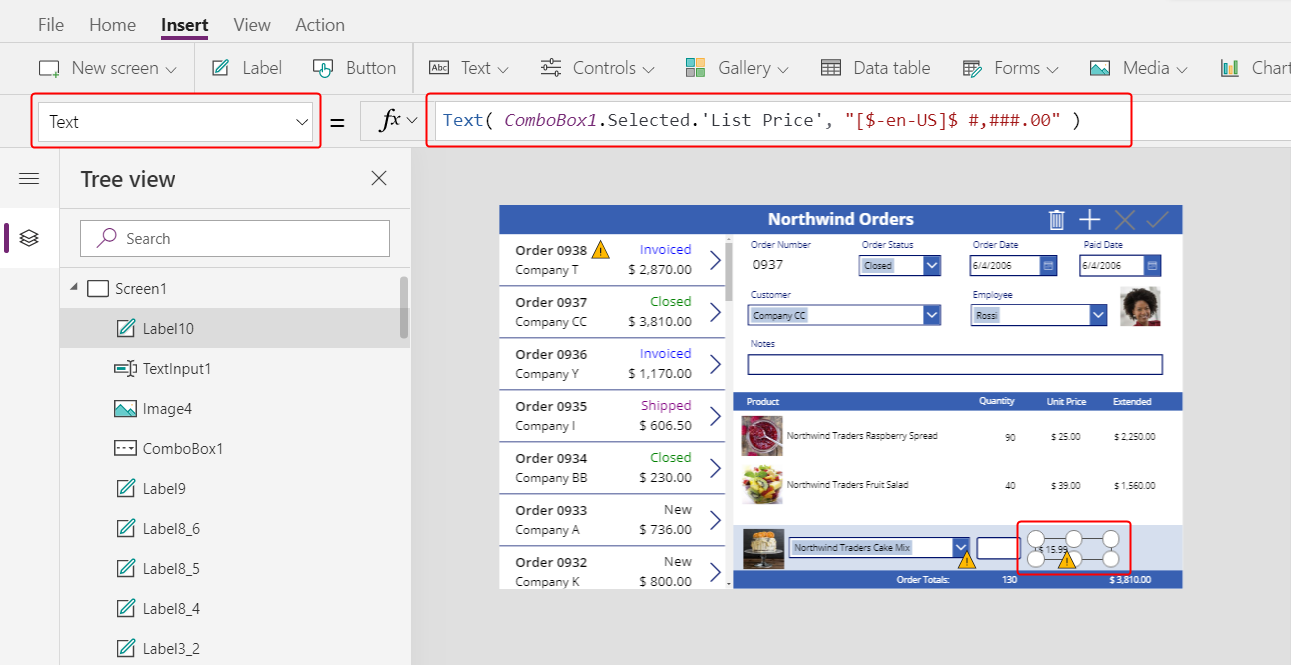 File Home Insert View Action
New screen Label Button Abc Text Controls Gallery Data table Forms Media Chart
Text = fx Text( ComboBox1.Selected.'List Price', "[$-en-US]$ #,###.00" )
Tree view
Search
Screen1
Label10
TextInput1
Image4
ComboBox1
Label9
Label8_6
Label8_5
Label8_4
Label3_2
Northwind Orders
Order 0938 Invoiced
Company T $ 2,870.00
Order 0937 Closed
Company CC $ 3,810.00
Order 0936 Invoiced
Company Y $ 1,170.00
Order 0935 Shipped
Company I $ 606.50
Order 0934 Closed
Company BB $ 230.00
Order 0933 New
Company A $ 736.00
Order 0932 New
Company K $ 800.00
Order Number Order Status Order Date Paid Date
0937 Closed 6/4/2006 6/4/2006
Customer Employee
Company CC Rossi
Notes
Product Quantity Unit Price Extended
Northwind Traders Raspberry Spread 90 $ 25.00 $ 2,250.00
Northwind Traders Fruit Salad 40 $ 39.00 $ 1,560.00
Northwind Traders Cake Mix $ 15.99
Order Totals: 130 $ 3,810.00